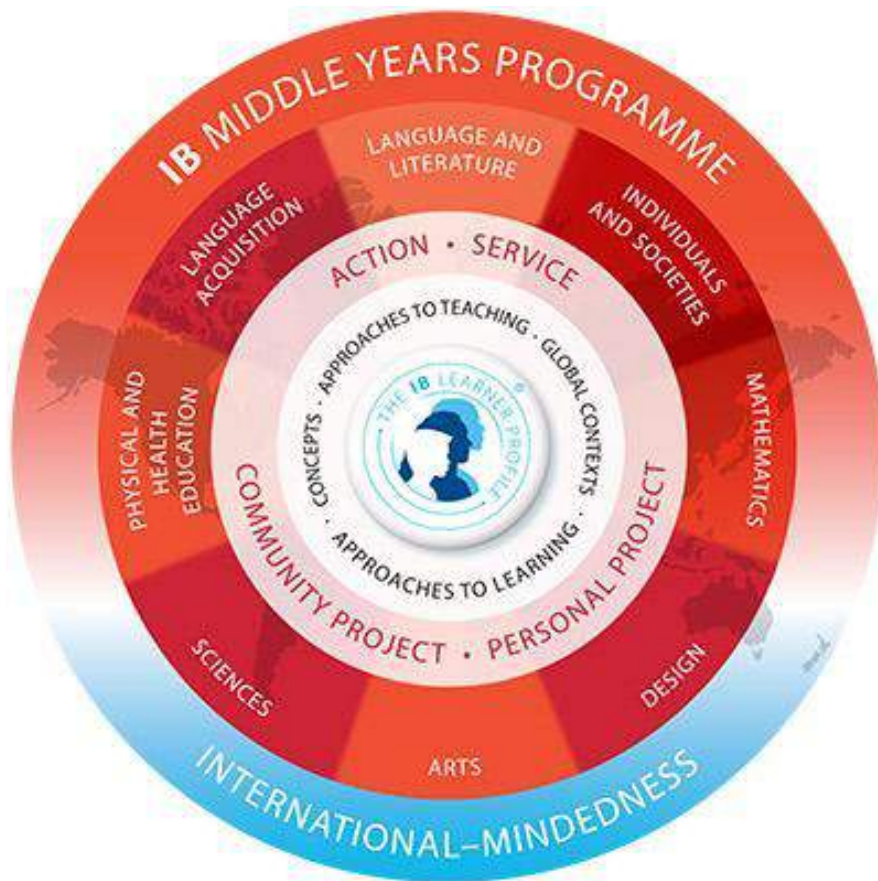 IB MIDDLE YEARS PROGRAMME
LANGUAGE AND
LITERATURE
INDIVIDUALS
AND SOCIETIES
MATHEMATICS
DESIGN
ARTS
SCIENCES
PHYSICAL AND
HEALTH
EDUCATION
LANGUAGE
ACQUISITION
ACTION • SERVICE
COMMUNITY PROJECT • PERSONAL PROJECT
APPROACHES TO TEACHING · GLOBAL CONTEXTS ·
APPROACHES TO LEARNING
· CONCEPTS ·
THE IB LEARNER PROFILE
®
INTERNATIONAL–MINDEDNESS